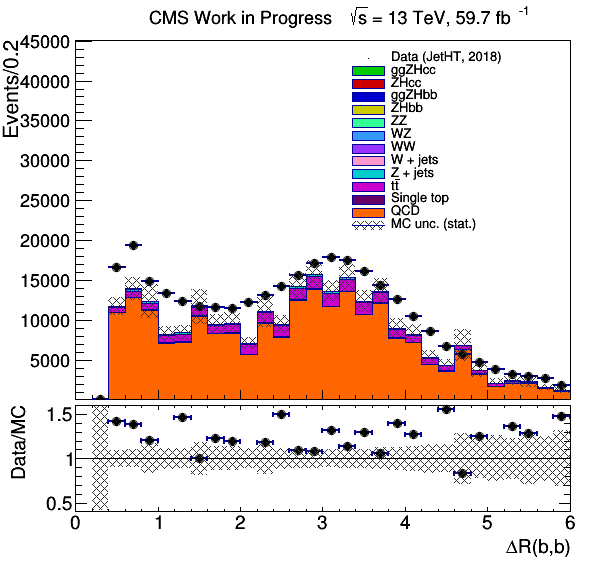 CMS Work in Progress √s = 13 TeV, 59.7 fb -1
Events/0.2
45000
40000
35000
30000
25000
20000
15000
10000
5000
Data (JetHT, 2018)
ggZHcc
ZHcc
ggZHbb
ZHbb
ZZ
WZ
WW
W + jets
Z + jets
tt̄
Single top
QCD
MC unc. (stat.)
Data/MC
1.5
1
0.5
0 1 2 3 4 5 6
ΔR(b,b)